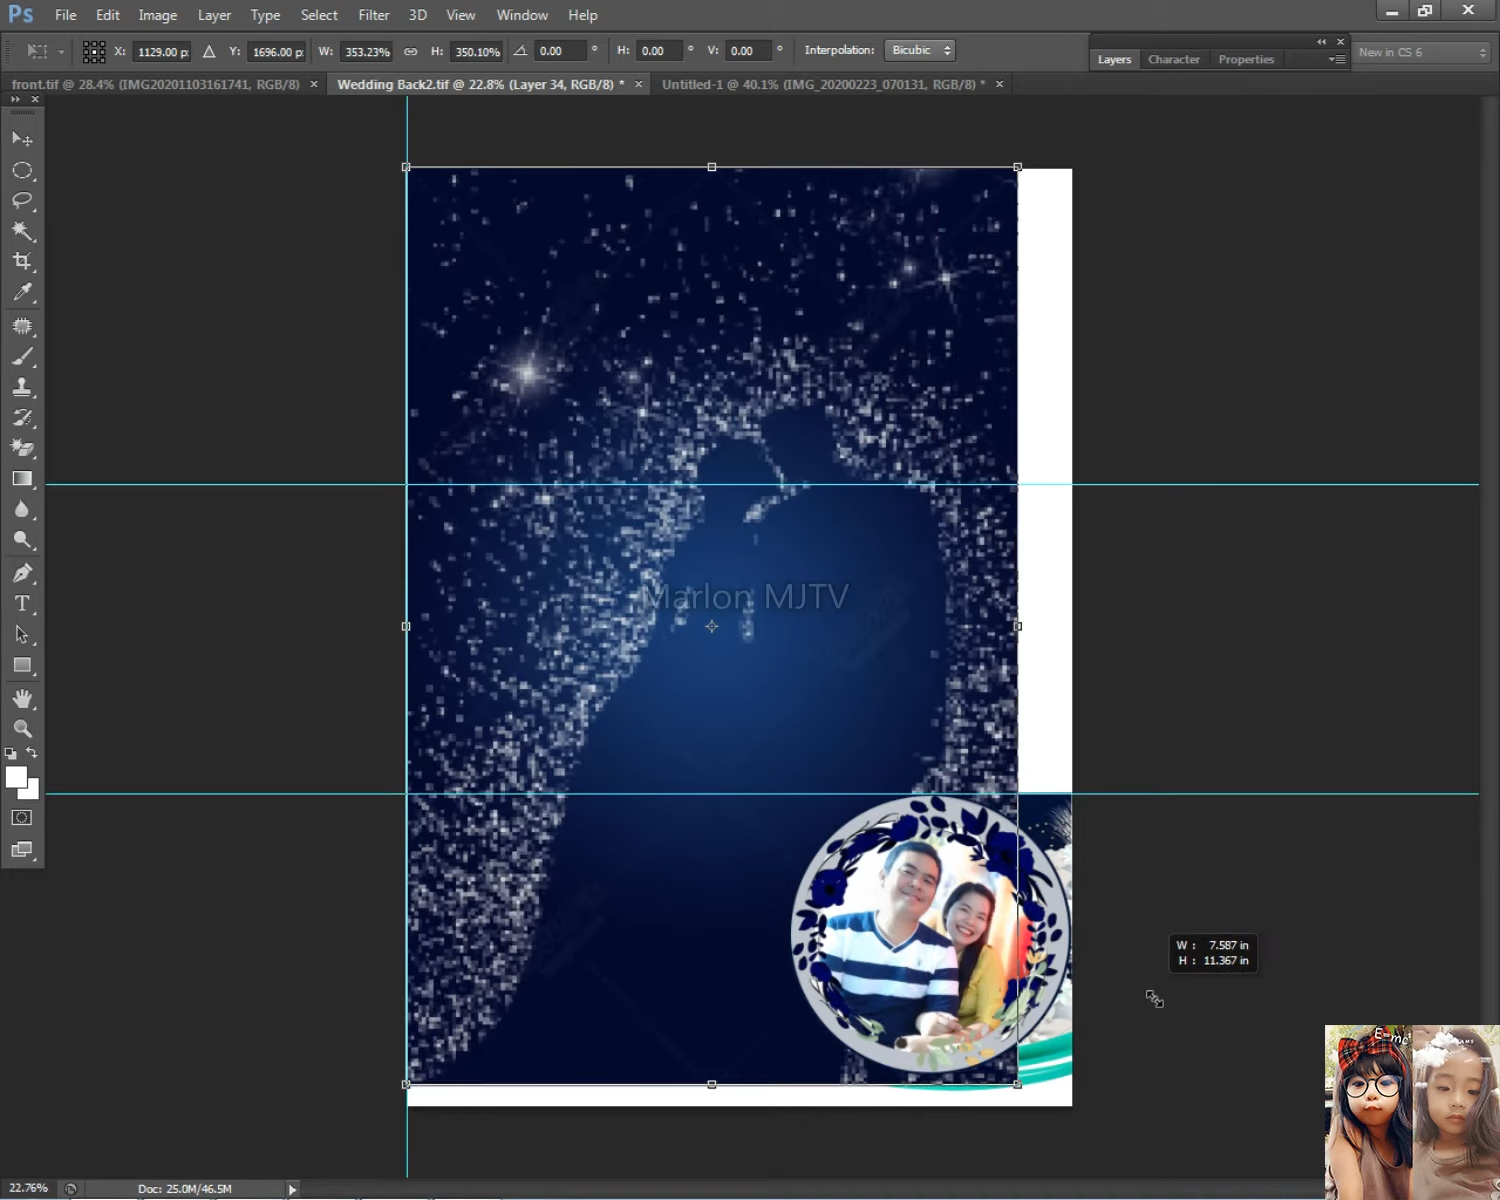 Ps File Edit Image Layer Type Select Filter 3D View Window Help
X: 1129.00 p Y: 1696.00 p W: 353.23% H: 350.10% 0.00 ° H: 0.00 ° V: 0.00 ° Interpolation: Bicubic
Layers Character Properties New in CS 6
front.tif @ 28.4% (IMG20201103161741, RGB/8) × Wedding Back2.tif @ 22.8% (Layer 34, RGB/8) * × Untitled-1 @ 40.1% (IMG_20200223_070131, RGB/8) * ×
Marlon MJTV
W : 7.587 in
H : 11.367 in
22.76% Doc: 25.0M/46.5M